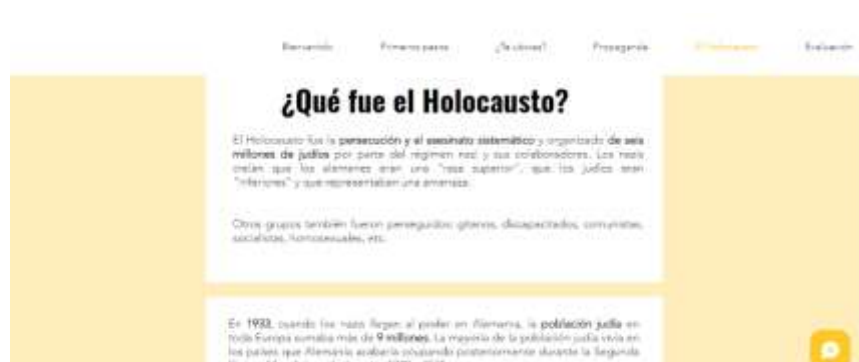 Bienvenido Primeros pasos ¿Te ubicas? Propaganda El Holocausto Evaluación
¿Qué fue el Holocausto?
El Holocausto fue la persecución y el asesinato sistemático y organizado de seis
millones de judíos por parte del régimen nazi y sus colaboradores. Los nazis
creían que los alemanes eran una "raza superior", que los judíos eran
"inferiores" y que representaban una amenaza.
Otros grupos también fueron perseguidos: gitanos, discapacitados, comunistas,
socialistas, homosexuales, etc.
En 1933, cuando los nazis llegan al poder en Alemania, la población judía en
toda Europa sumaba más de 9 millones. La mayoría de la población judía vivía en
los países que Alemania acabaría ocupando posteriormente durante la Segunda